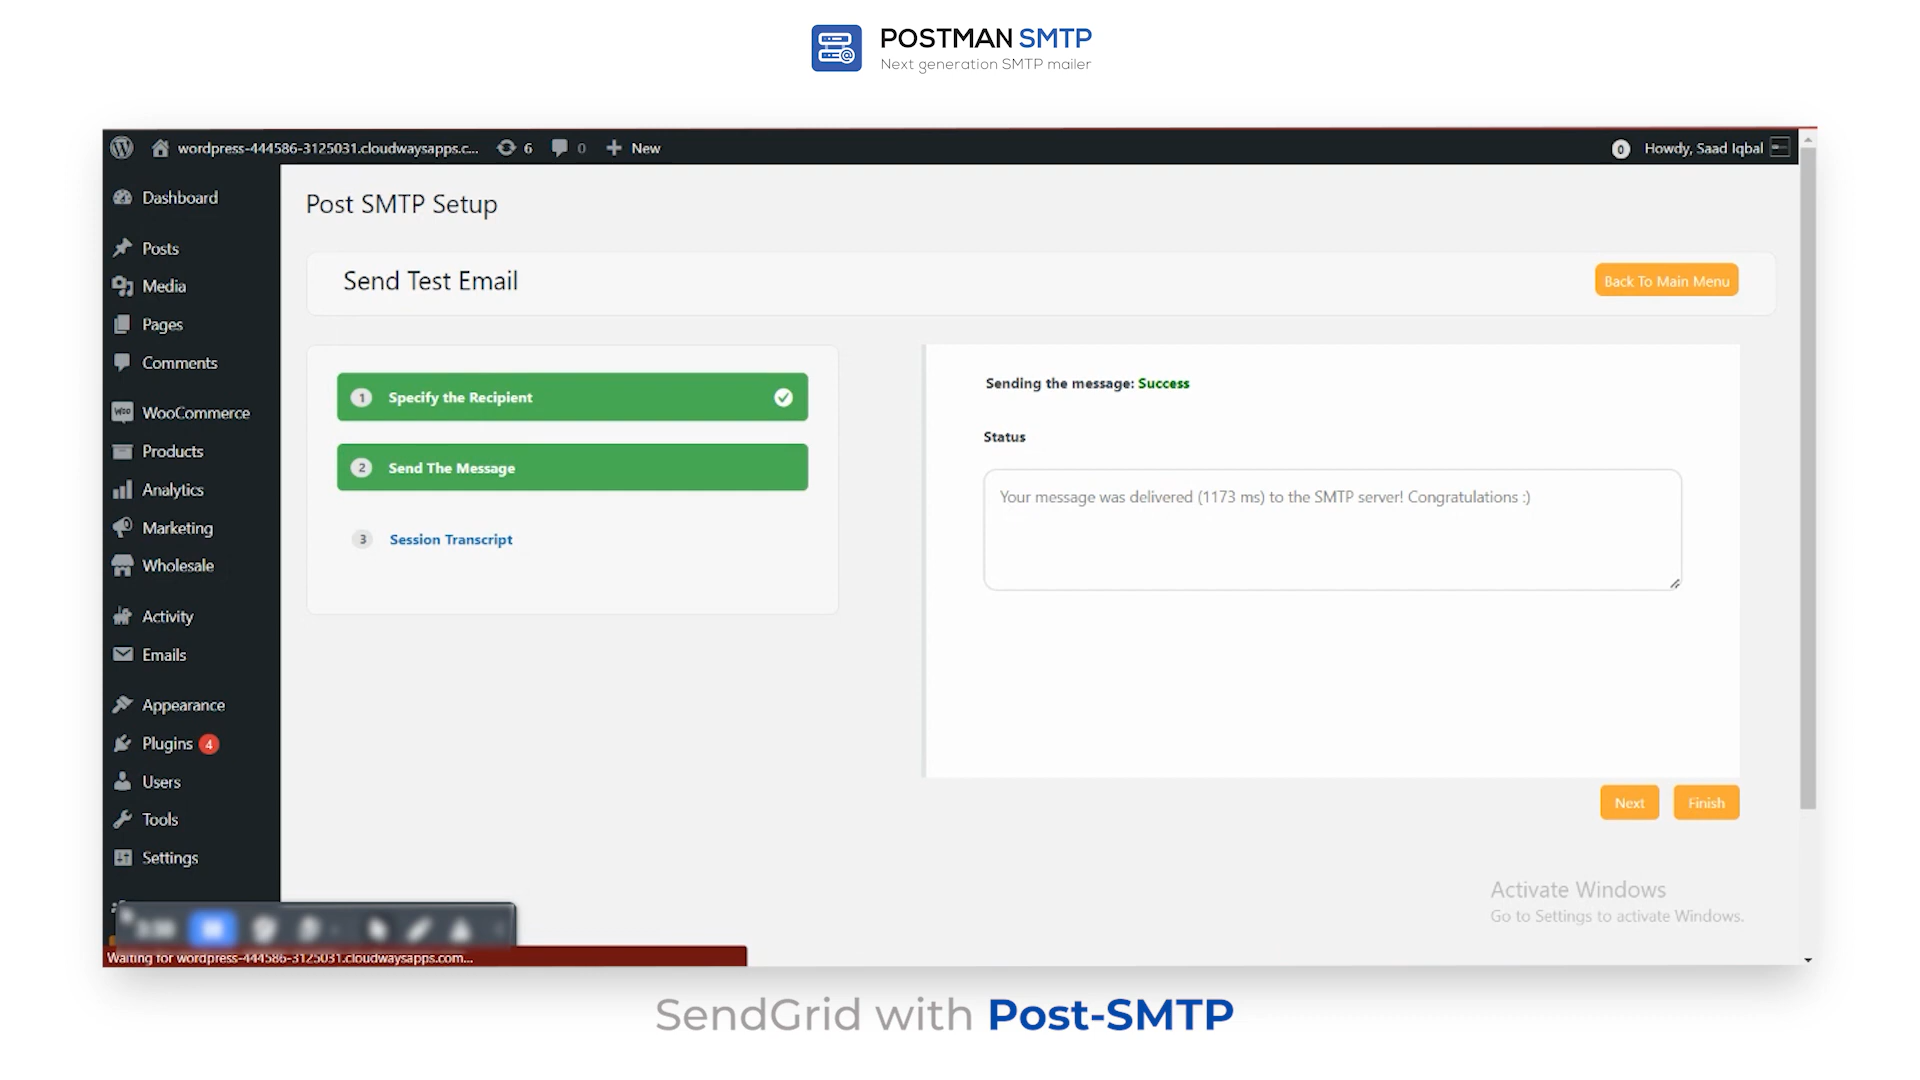 POSTMAN SMTP
Next generation SMTP mailer
wordpress-444586-3125031.cloudwaysapps.c... 6 0 New 0 Howdy, Saad Iqbal
Dashboard
Posts
Media
Pages
Comments
Woo WooCommerce
Products
Analytics
Marketing
Wholesale
Activity
Emails
Appearance
Plugins 4
Users
Tools
Settings
Post SMTP Setup
Send Test Email
Back To Main Menu
1 Specify the Recipient
2 Send The Message
3 Session Transcript
Sending the message: Success
Status
Your message was delivered (1173 ms) to the SMTP server! Congratulations :)
Next Finish
Activate Windows
Go to Settings to activate Windows.
Waiting for wordpress-444586-3125031.cloudwaysapps.com...
SendGrid with Post-SMTP